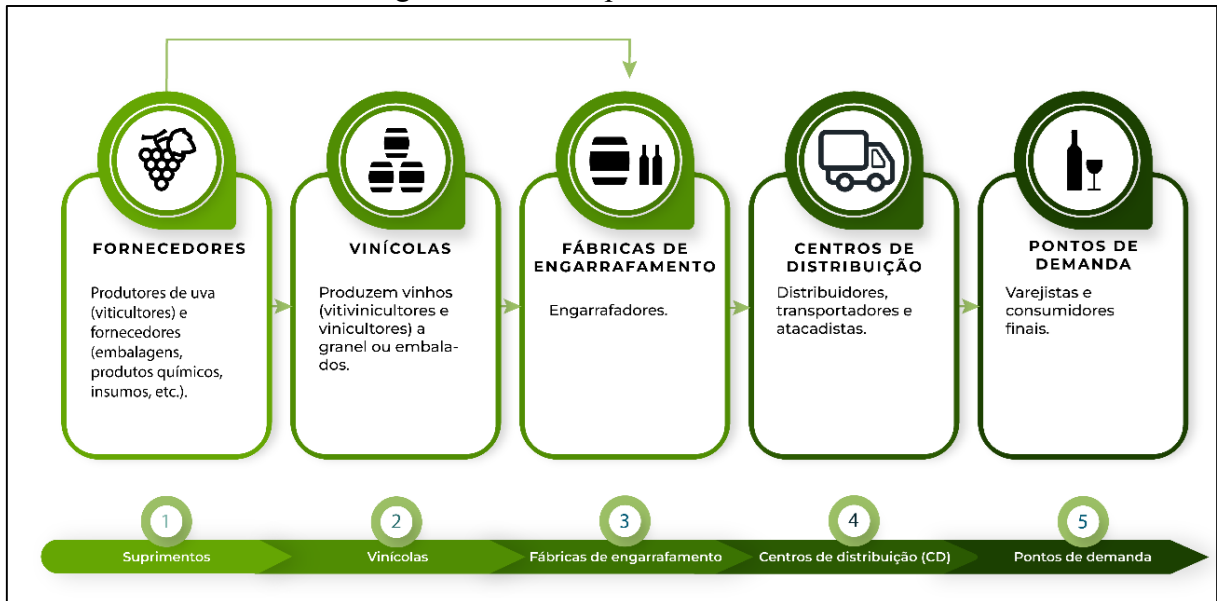 FORNECEDORES
Produtores de uva
(viticultores) e
fornecedores
(embalagens,
produtos químicos,
insumos, etc.).
VINÍCOLAS
Produzem vinhos
(vitivinicultores e
vinicultores) a
granel ou embala-
dos.
FÁBRICAS DE
ENGARRAFAMENTO
Engarrafadores.
CENTROS DE
DISTRIBUIÇÃO
Distribuidores,
transportadores e
atacadistas.
PONTOS DE
DEMANDA
Varejistas e
consumidores
finais.
1
2
3
4
5
Suprimentos
Vinícolas
Fábricas de engarrafamento
Centros de distribuição (CD)
Pontos de demanda